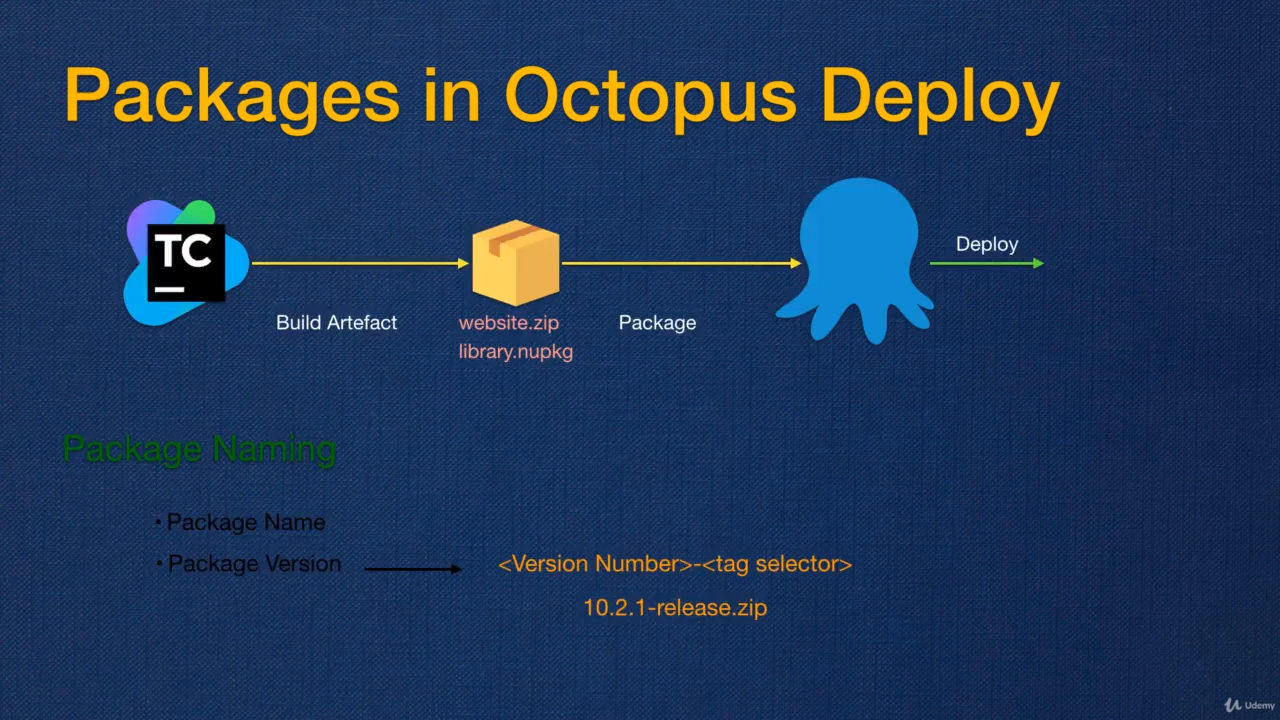 Packages in Octopus Deploy
TC
Deploy
Build Artefact
website.zip
Package
library.nupkg
Package Naming
• Package Name
• Package Version
<Version Number>-<tag selector>
10.2.1-release.zip
Udemy